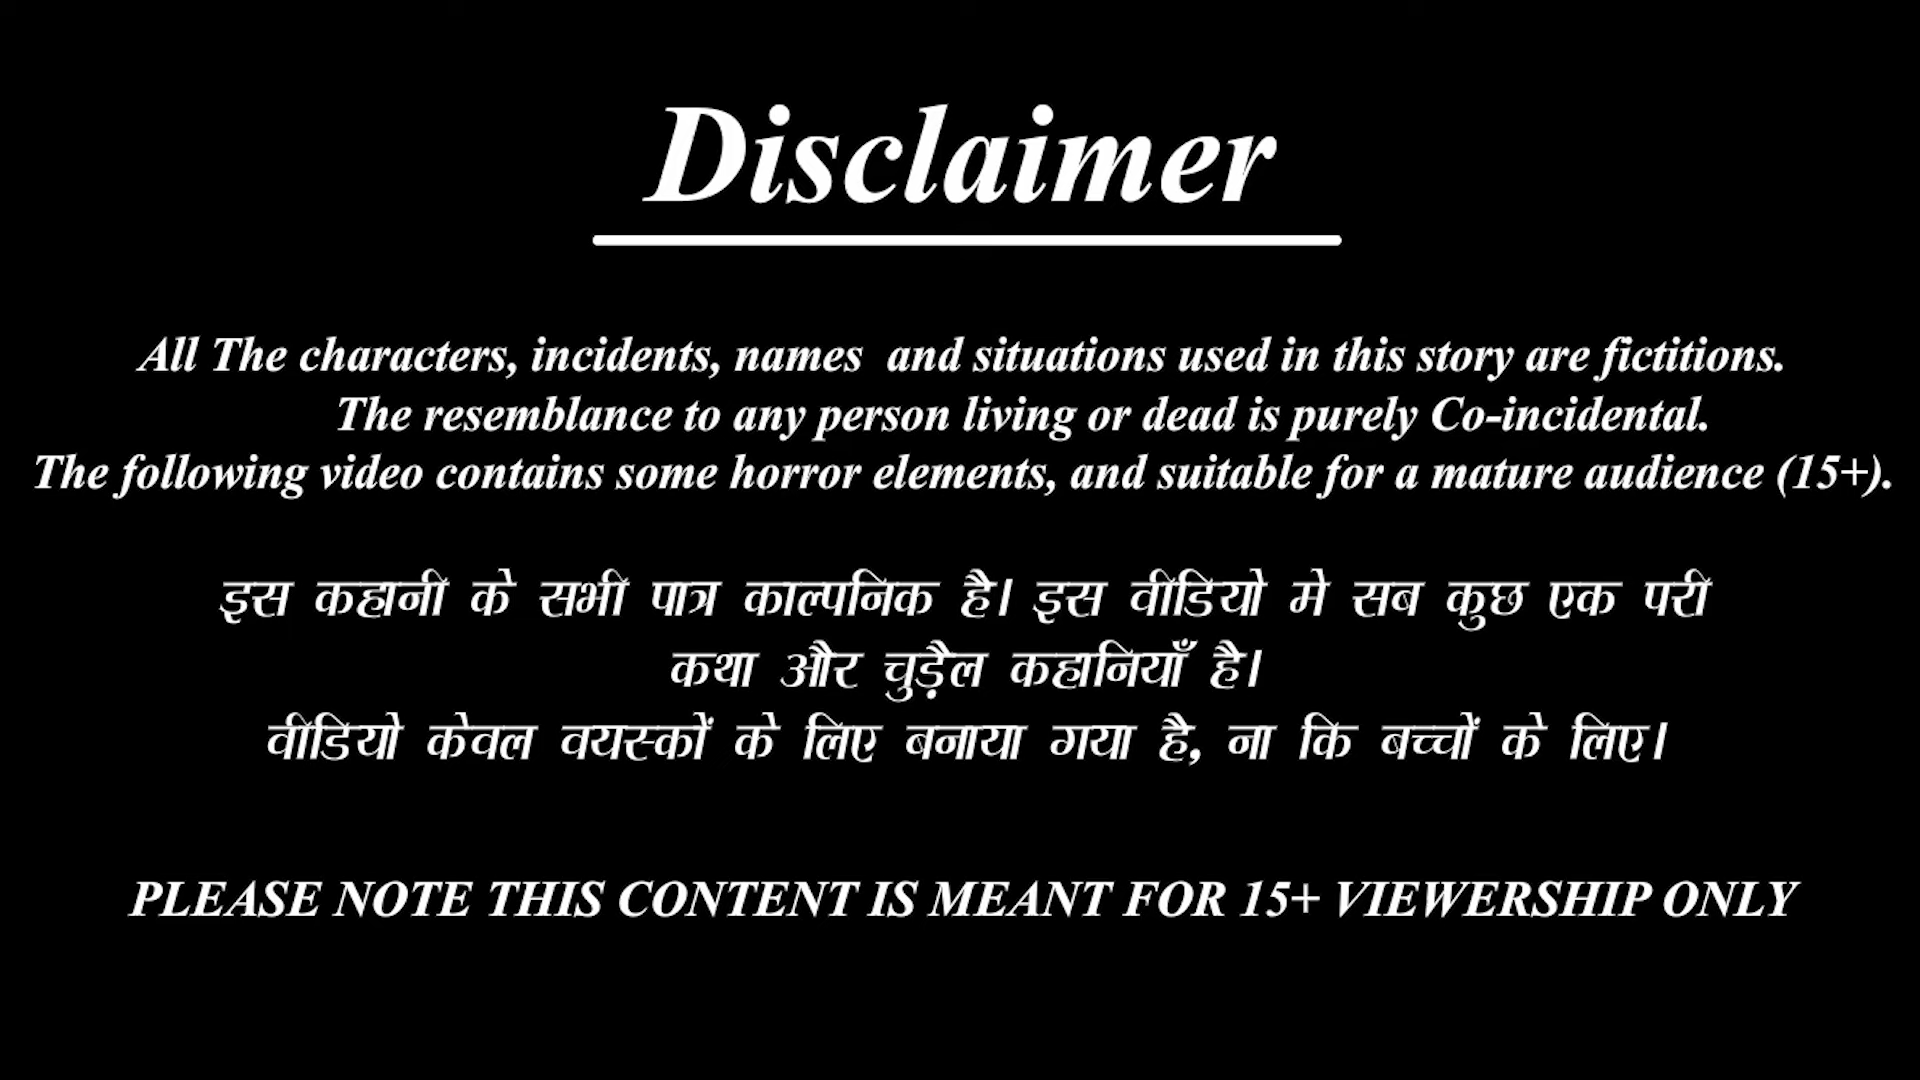 Disclaimer
All The characters, incidents, names and situations used in this story are fictitions.
The resemblance to any person living or dead is purely Co-incidental.
The following video contains some horror elements, and suitable for a mature audience (15+).
इस कहानी के सभी पात्र काल्पनिक है। इस वीडियो मे सब कुछ एक परी
कथा और चुड़ैल कहानियाँ है।
वीडियो केवल वयस्कों के लिए बनाया गया है, ना कि बच्चों के लिए।
PLEASE NOTE THIS CONTENT IS MEANT FOR 15+ VIEWERSHIP ONLY